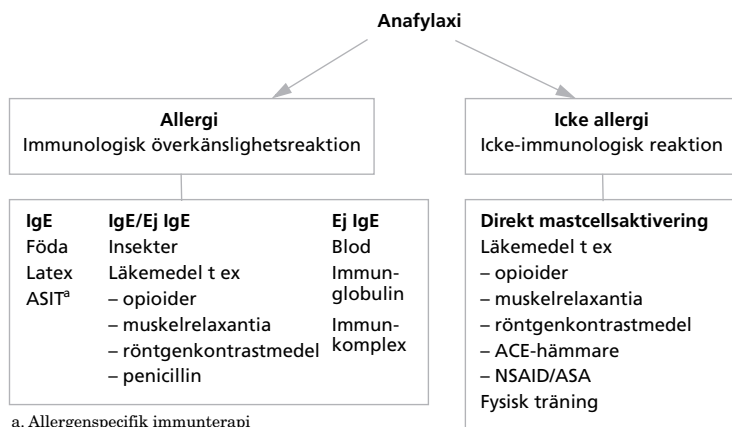 Anafylaxi
Allergi
Immunologisk överkänslighetsreaktion
Icke allergi
Icke-immunologisk reaktion
IgE
Föda
Latex
ASITᵃ
IgE/Ej IgE
Insekter
Läkemedel t ex
– opioider
– muskelrelaxantia
– röntgenkontrastmedel
– penicillin
Ej IgE
Blod
Immun-
globulin
Immun-
komplex
Direkt mastcellsaktivering
Läkemedel t ex
– opioider
– muskelrelaxantia
– röntgenkontrastmedel
– ACE-hämmare
– NSAID/ASA
Fysisk träning
a. Allergenspecifik immunterapi